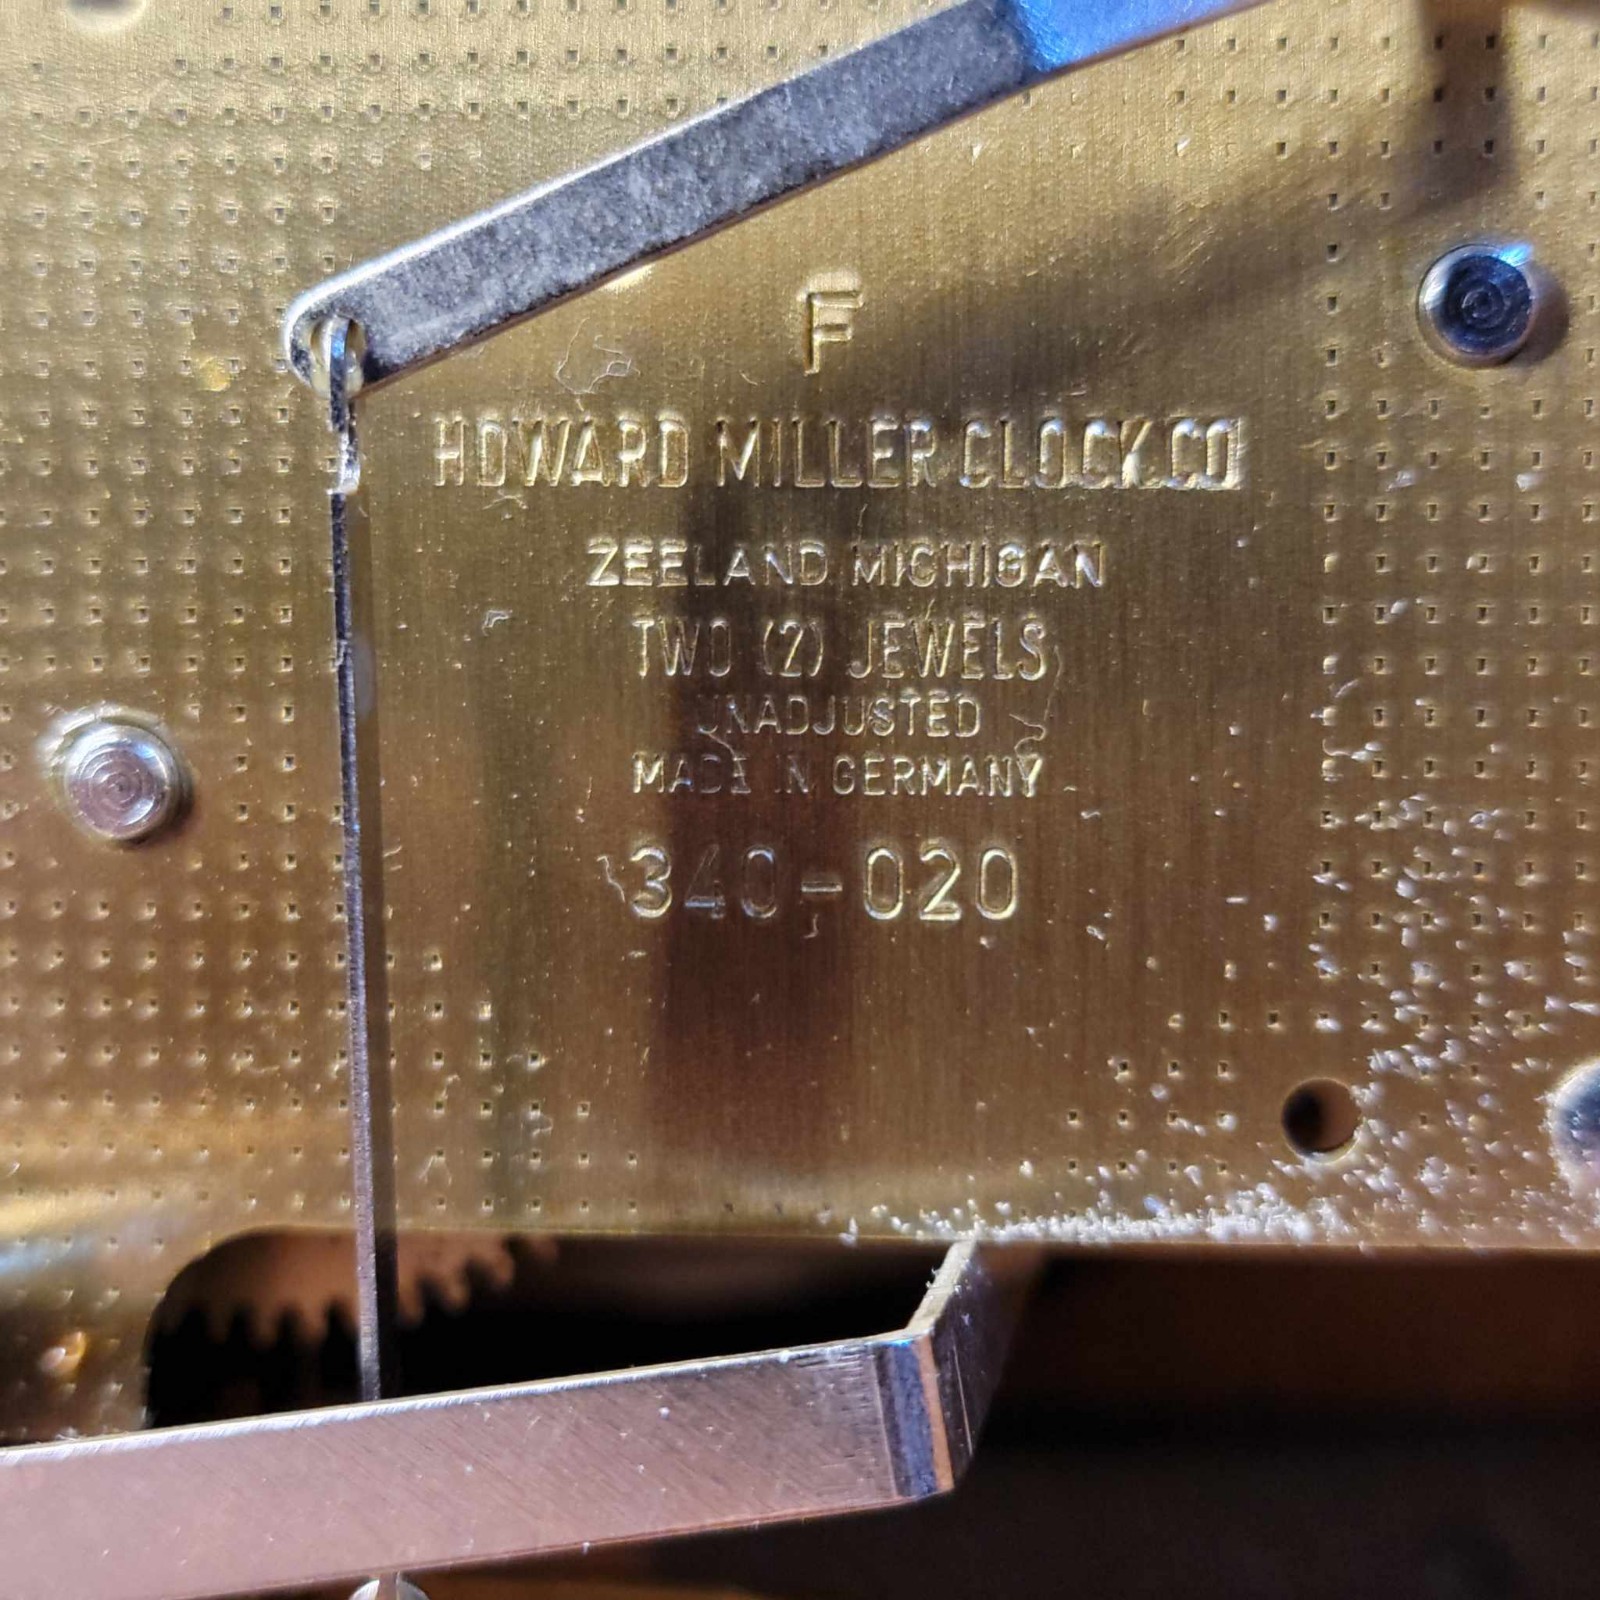 F
HOWARD MILLER CLOCK.CO
ZEELAND MICHIGAN
TWO (2) JEWELS
UNADJUSTED
MADE IN GERMANY
340-020